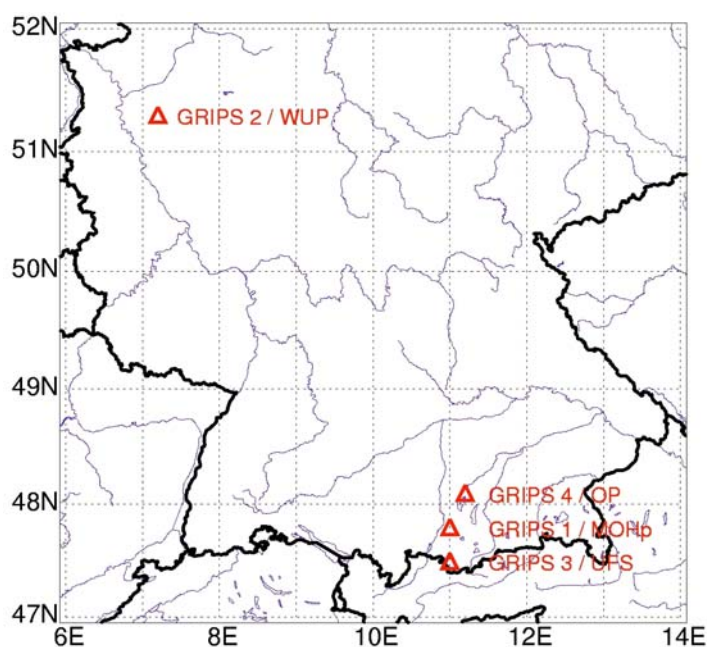 52N
GRIPS 2 / WUP
51N
50N
49N
48N
GRIPS 4 / OP
GRIPS 1 / MOHp
GRIPS 3 / UFS
47N
6E 8E 10E 12E 14E